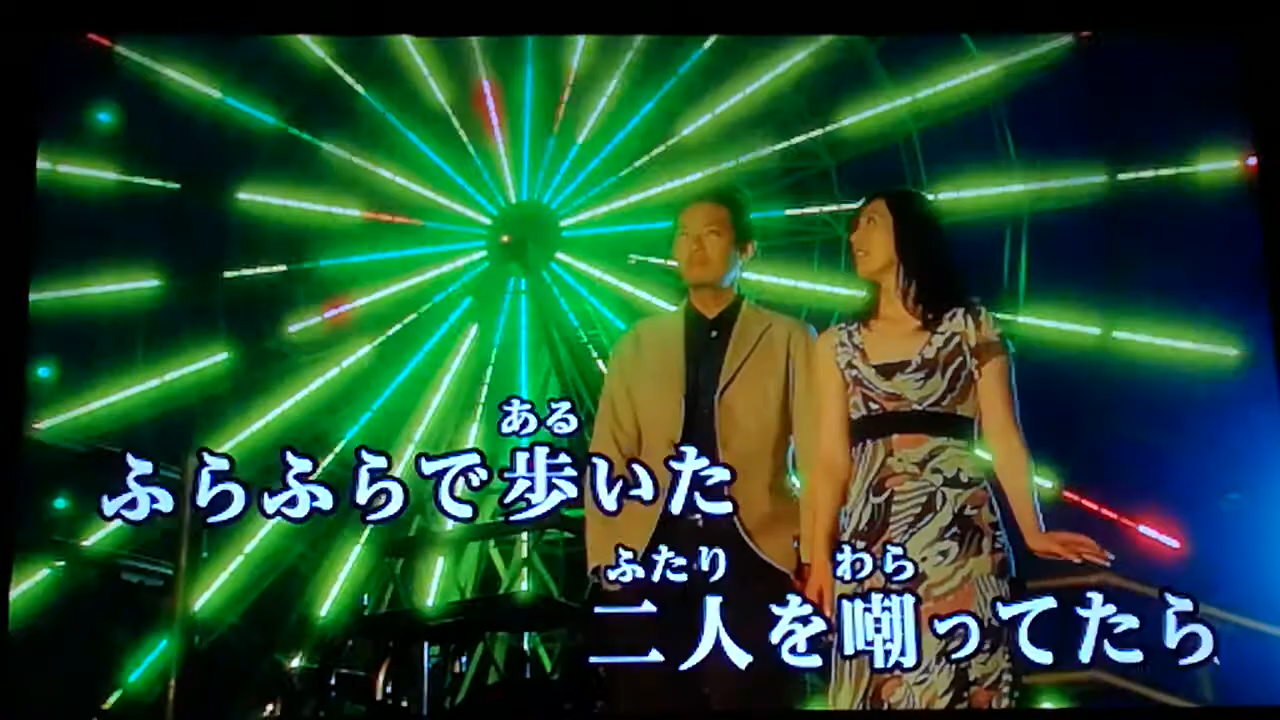 ある
ふらふらで歩いた
ふたり わら
二人を嘲ってたら